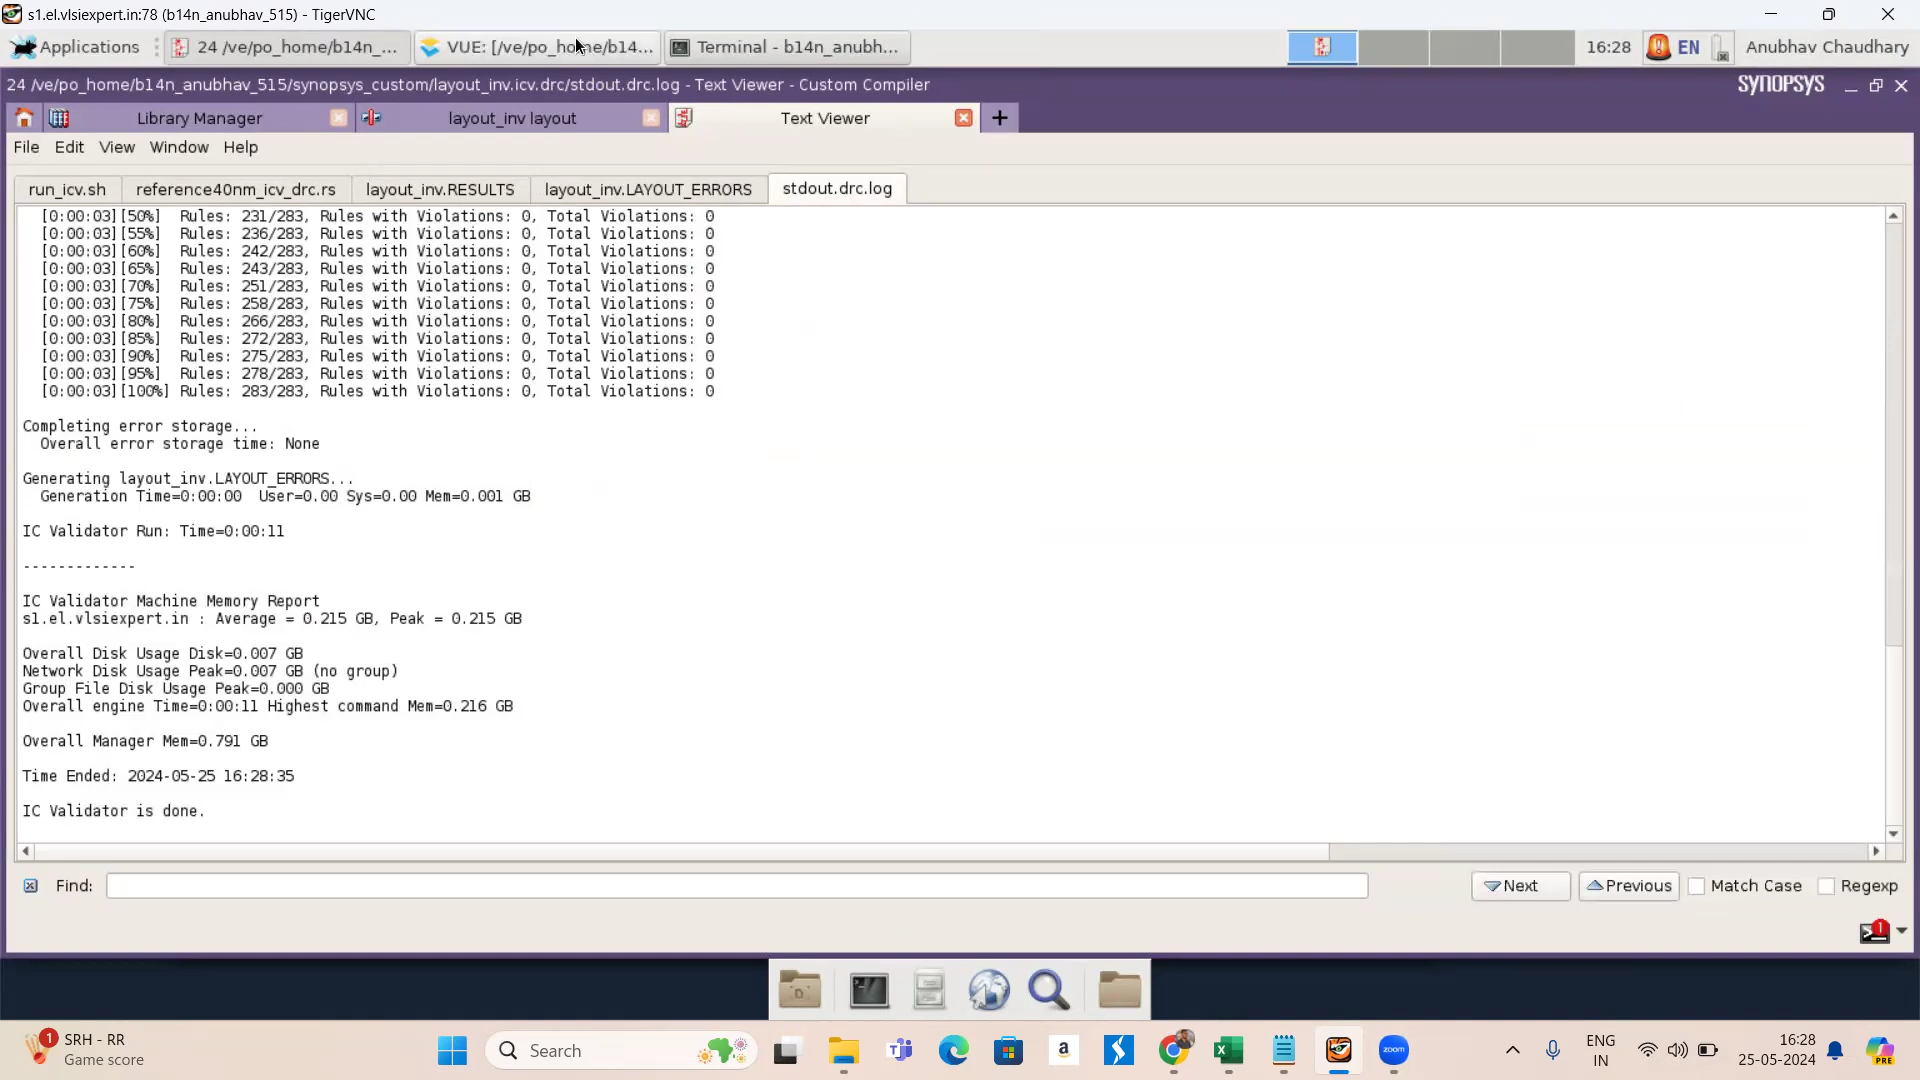 s1.el.vlsiexpert.in:78 (b14n_anubhav_515) - TigerVNC
Applications
24 /ve/po_home/b14n_...
VUE: [/ve/po_home/b14...
Terminal - b14n_anubh...
16:28
EN
Anubhav Chaudhary
24 /ve/po_home/b14n_anubhav_515/synopsys_custom/layout_inv.icv.drc/stdout.drc.log - Text Viewer - Custom Compiler
SYNOPSYS
Library Manager
layout_inv layout
Text Viewer
File Edit View Window Help
run_icv.sh
reference40nm_icv_drc.rs
layout_inv.RESULTS
layout_inv.LAYOUT_ERRORS
stdout.drc.log
[0:00:03][50%] Rules: 231/283, Rules with Violations: 0, Total Violations: 0
[0:00:03][55%] Rules: 236/283, Rules with Violations: 0, Total Violations: 0
[0:00:03][60%] Rules: 242/283, Rules with Violations: 0, Total Violations: 0
[0:00:03][65%] Rules: 243/283, Rules with Violations: 0, Total Violations: 0
[0:00:03][70%] Rules: 251/283, Rules with Violations: 0, Total Violations: 0
[0:00:03][75%] Rules: 258/283, Rules with Violations: 0, Total Violations: 0
[0:00:03][80%] Rules: 266/283, Rules with Violations: 0, Total Violations: 0
[0:00:03][85%] Rules: 272/283, Rules with Violations: 0, Total Violations: 0
[0:00:03][90%] Rules: 275/283, Rules with Violations: 0, Total Violations: 0
[0:00:03][95%] Rules: 278/283, Rules with Violations: 0, Total Violations: 0
[0:00:03][100%] Rules: 283/283, Rules with Violations: 0, Total Violations: 0
Completing error storage...
Overall error storage time: None
Generating layout_inv.LAYOUT_ERRORS...
Generation Time=0:00:00 User=0.00 Sys=0.00 Mem=0.001 GB
IC Validator Run: Time=0:00:11
-------------
IC Validator Machine Memory Report
s1.el.vlsiexpert.in : Average = 0.215 GB, Peak = 0.215 GB
Overall Disk Usage Disk=0.007 GB
Network Disk Usage Peak=0.007 GB (no group)
Group File Disk Usage Peak=0.000 GB
Overall engine Time=0:00:11 Highest command Mem=0.216 GB
Overall Manager Mem=0.791 GB
Time Ended: 2024-05-25 16:28:35
IC Validator is done.
Find:
Next
Previous
Match Case
Regexp
1
1
SRH - RR
Game score
Search
a
zoom
ENG
IN
16:28
25-05-2024
PRE